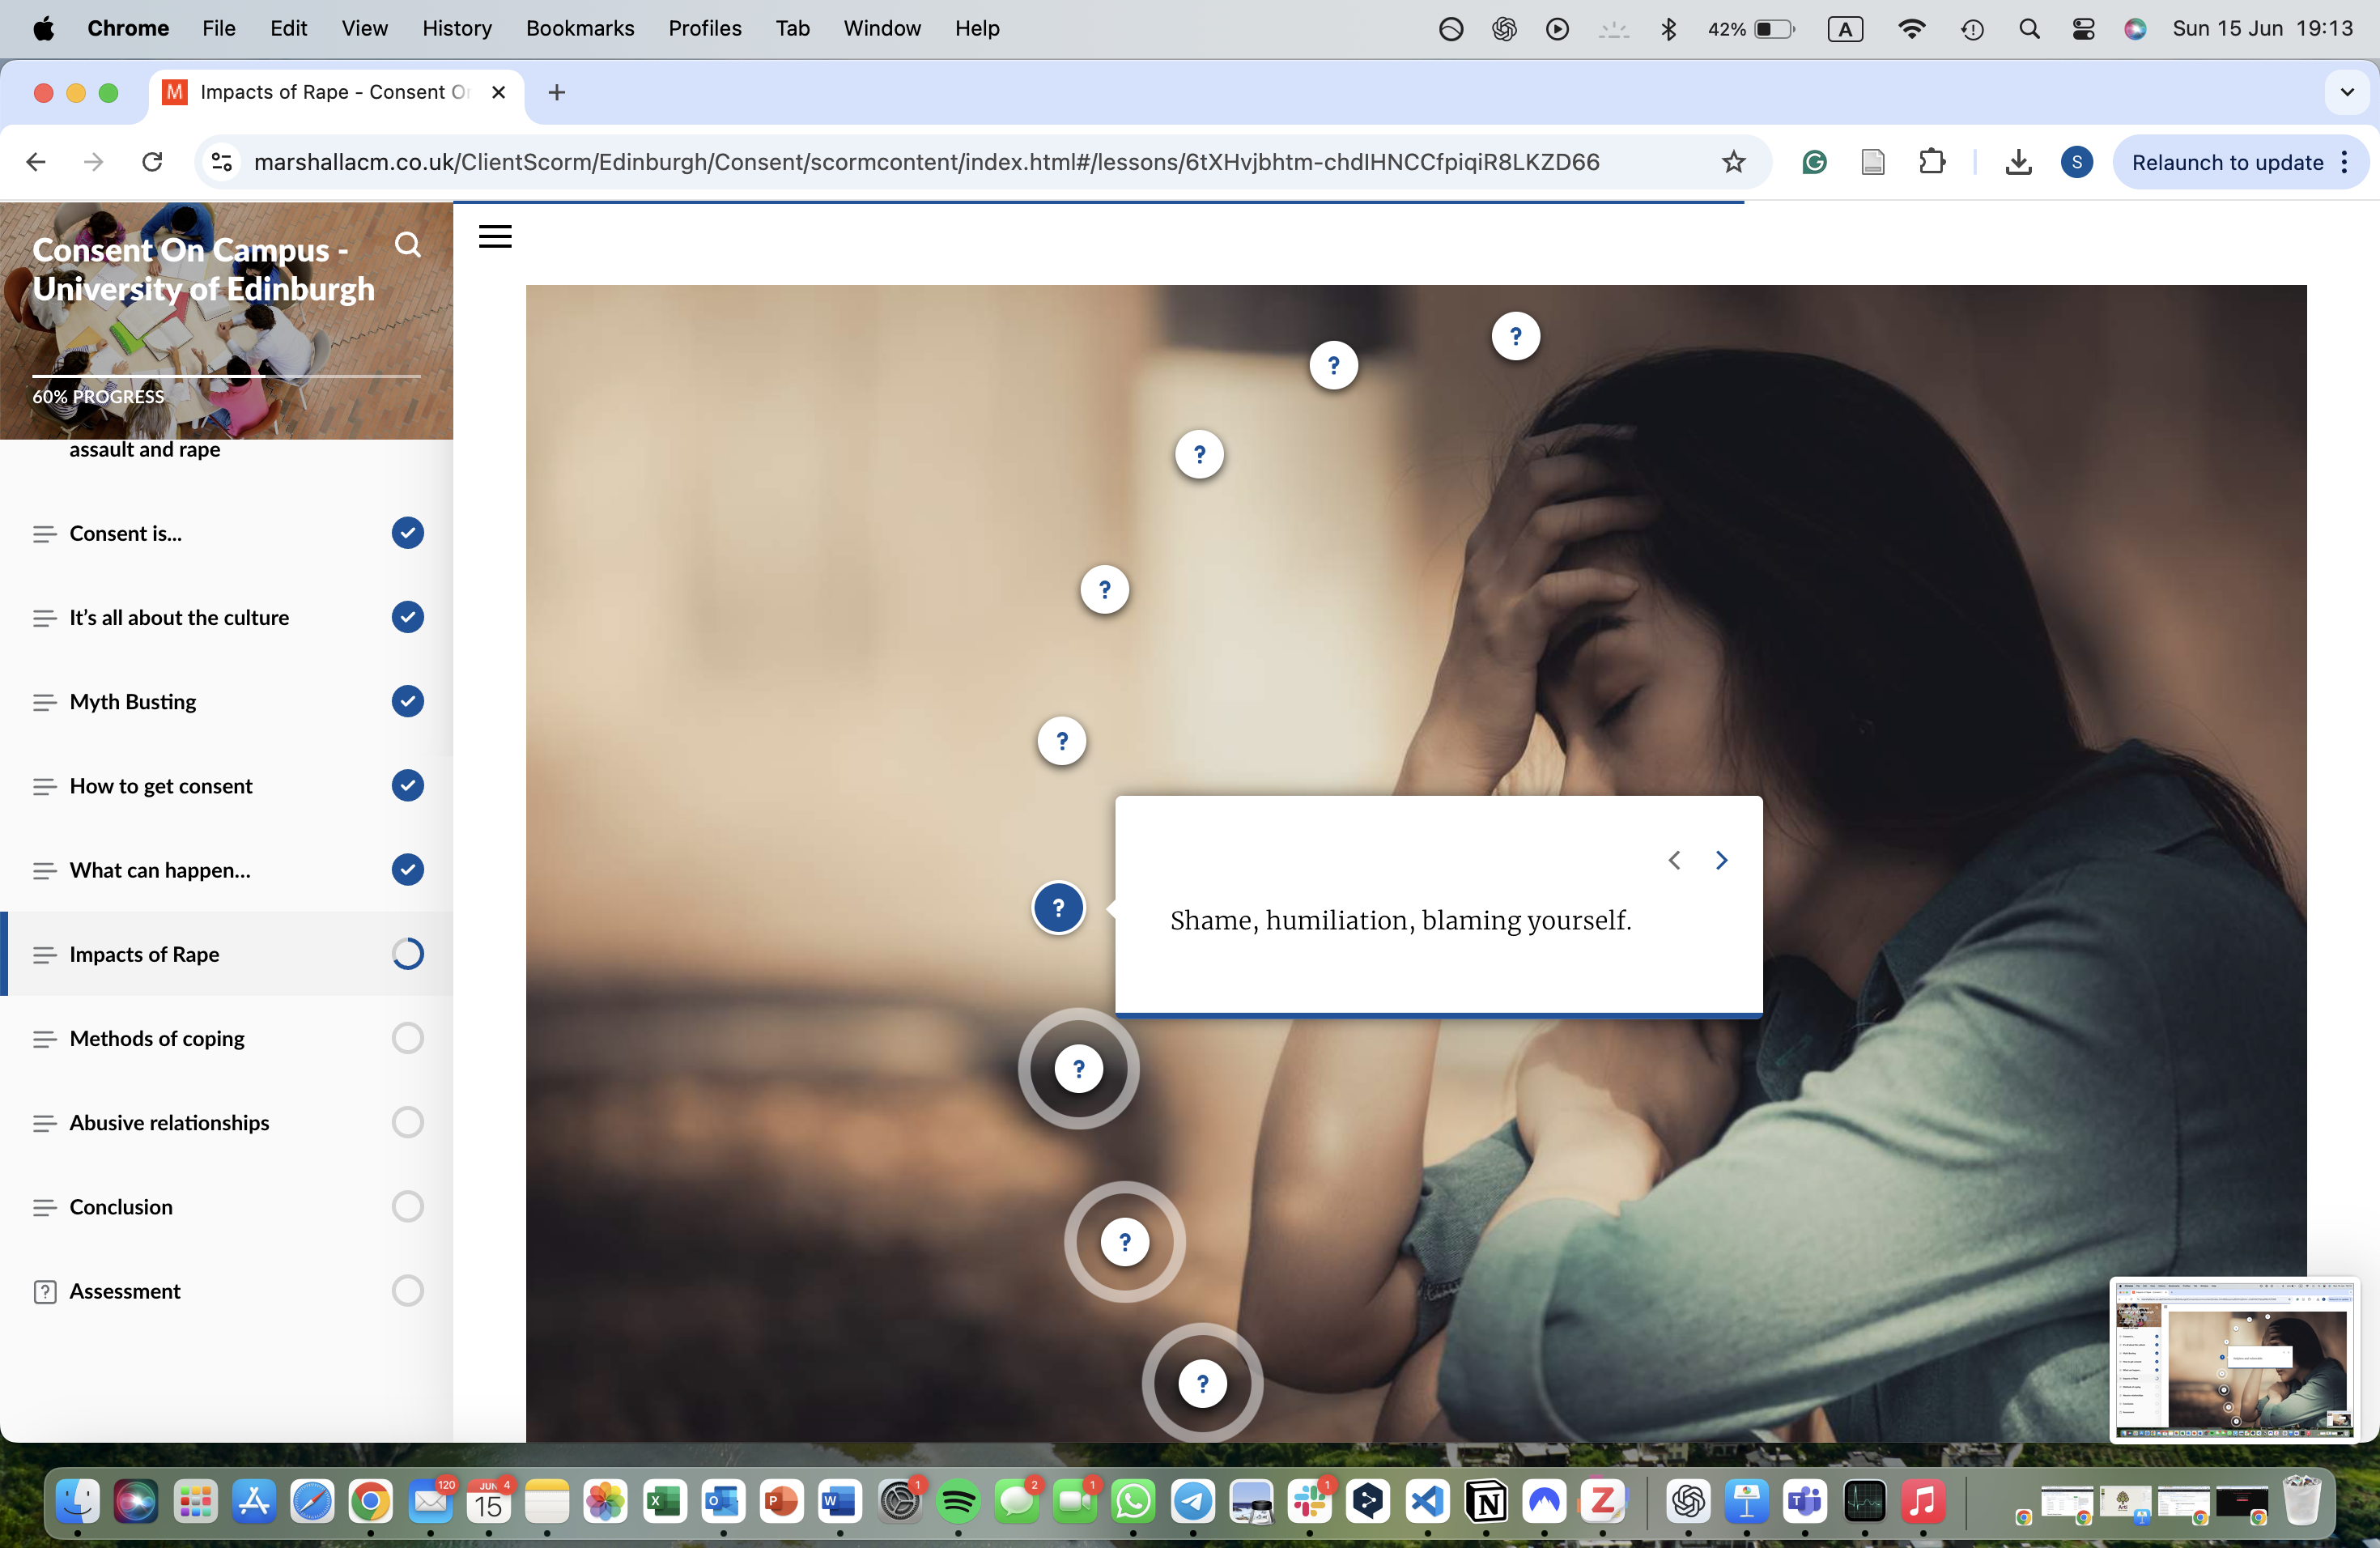 Chrome File Edit View History Bookmarks Profiles Tab Window Help 42% A Sun 15 Jun 19:13
M Impacts of Rape - Consent
marshallacm.co.uk/ClientScorm/Edinburgh/Consent/scormcontent/index.html#/lessons/6tXHvjbhtm-chdIHNCCfpiqiR8LKZD66 S Relaunch to update
Consent On Campus -
University of Edinburgh
60% PROGRESS
assault and rape
Consent is...
It's all about the culture
Myth Busting
How to get consent
What can happen...
Impacts of Rape
Methods of coping
Abusive relationships
Conclusion
? Assessment
?
?
?
?
?
?
Shame, humiliation, blaming yourself.
?
?
?
120 JUN 4 1 2 1 1
15 X O P W N Z T